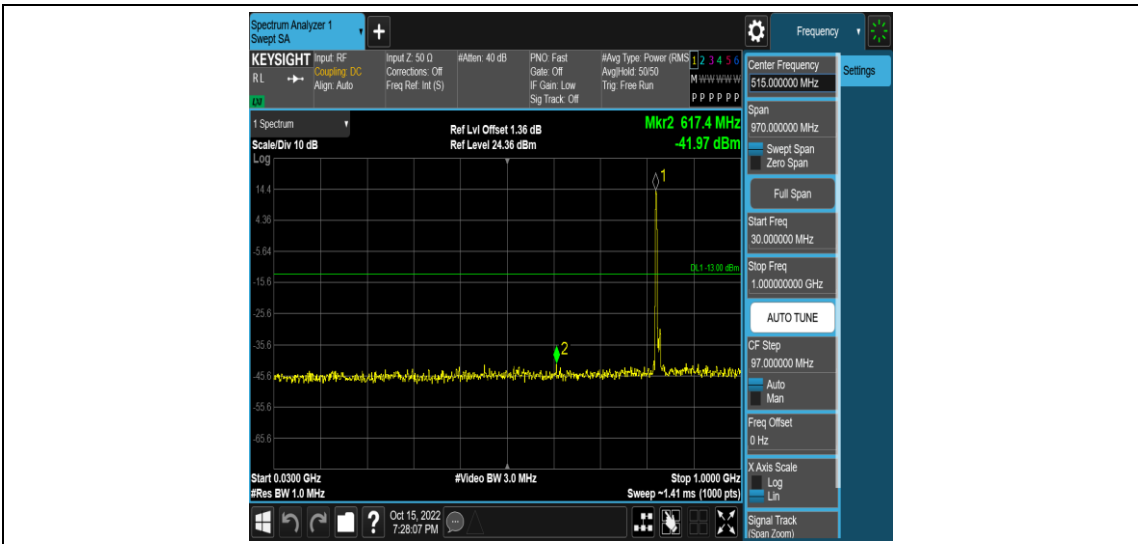 Spectrum Analyzer 1
Swept SA
+
Frequency
KEYSIGHT
RL
LXI
Input: RF
Coupling: DC
Align: Auto
Input Z: 50 Ω
Corrections: Off
Freq Ref: Int (S)
#Atten: 40 dB
PNO: Fast
Gate: Off
IF Gain: Low
Sig Track: Off
#Avg Type: Power (RMS
Avg|Hold: 50/50
Trig: Free Run
1 2 3 4 5 6
M W W W W W
P P P P P P
Center Frequency
515.000000 MHz
Settings
1 Spectrum
Scale/Div 10 dB
Ref Lvl Offset 1.36 dB
Ref Level 24.36 dBm
Mkr2 617.4 MHz
-41.97 dBm
Log
14.4
4.36
-5.64
-15.6
-25.6
-35.6
-45.6
-55.6
-65.6
1
DL1 -13.00 dBm
2
Start 0.0300 GHz
#Res BW 1.0 MHz
#Video BW 3.0 MHz
Stop 1.0000 GHz
Sweep ~1.41 ms (1000 pts)
Span
970.000000 MHz
Swept Span
Zero Span
Full Span
Start Freq
30.000000 MHz
Stop Freq
1.000000000 GHz
AUTO TUNE
CF Step
97.000000 MHz
Auto
Man
Freq Offset
0 Hz
X Axis Scale
Log
Lin
Signal Track
(Span Zoom)
?
Oct 15, 2022
7:28:07 PM